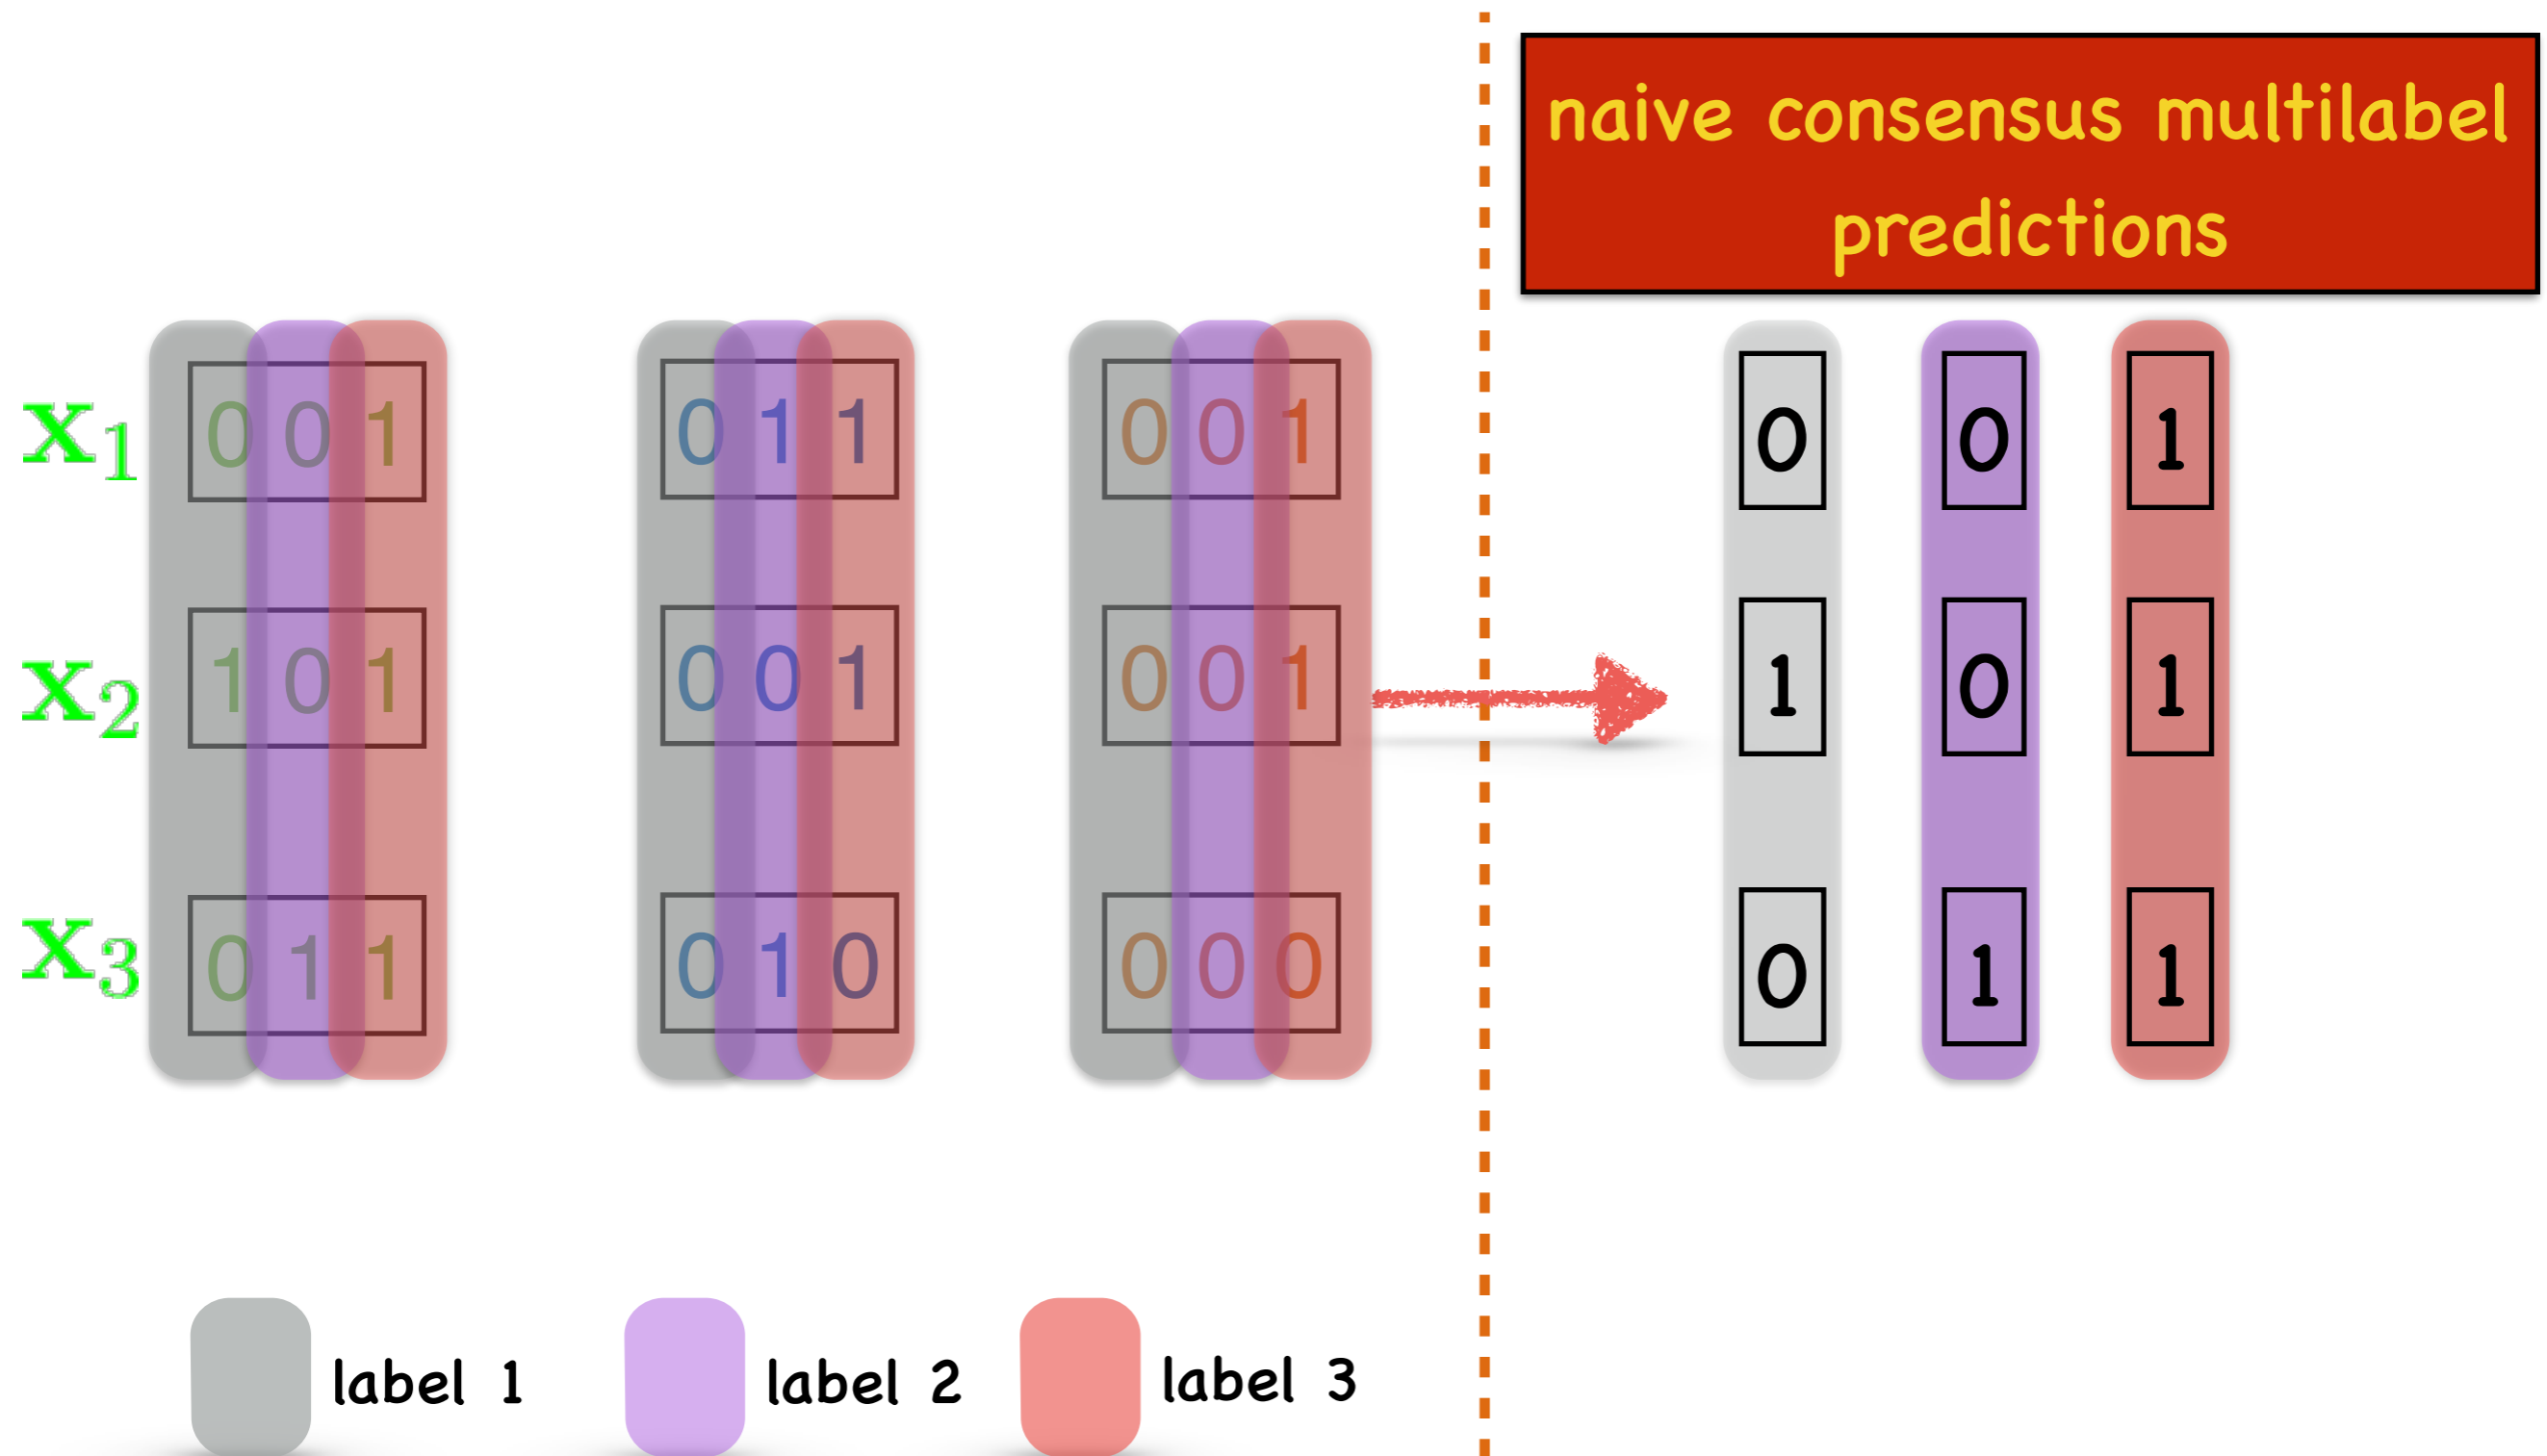 naive consensus multilabel
predictions
x1 0 0 1 0 1 1 0 0 1 0 0 1
x2 1 0 1 0 0 1 0 0 1 1 0 1
x3 0 1 1 0 1 0 0 0 0 0 1 1
label 1 label 2 label 3